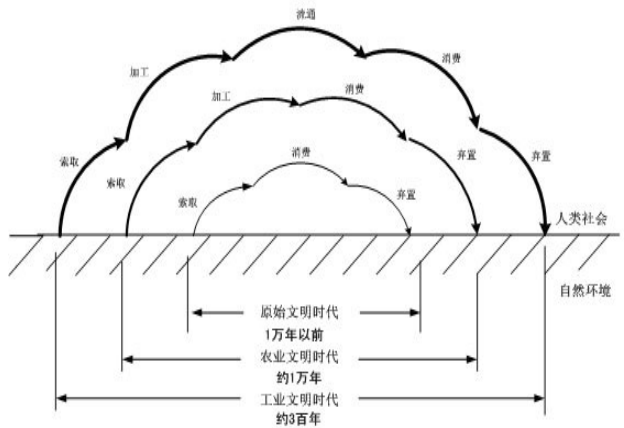 流通
加工
消费
加工
消费
索取
消费
弃置
索取
弃置
索取
弃置
人类社会
自然环境
原始文明时代
1万年以前
农业文明时代
约1万年
工业文明时代
约3百年